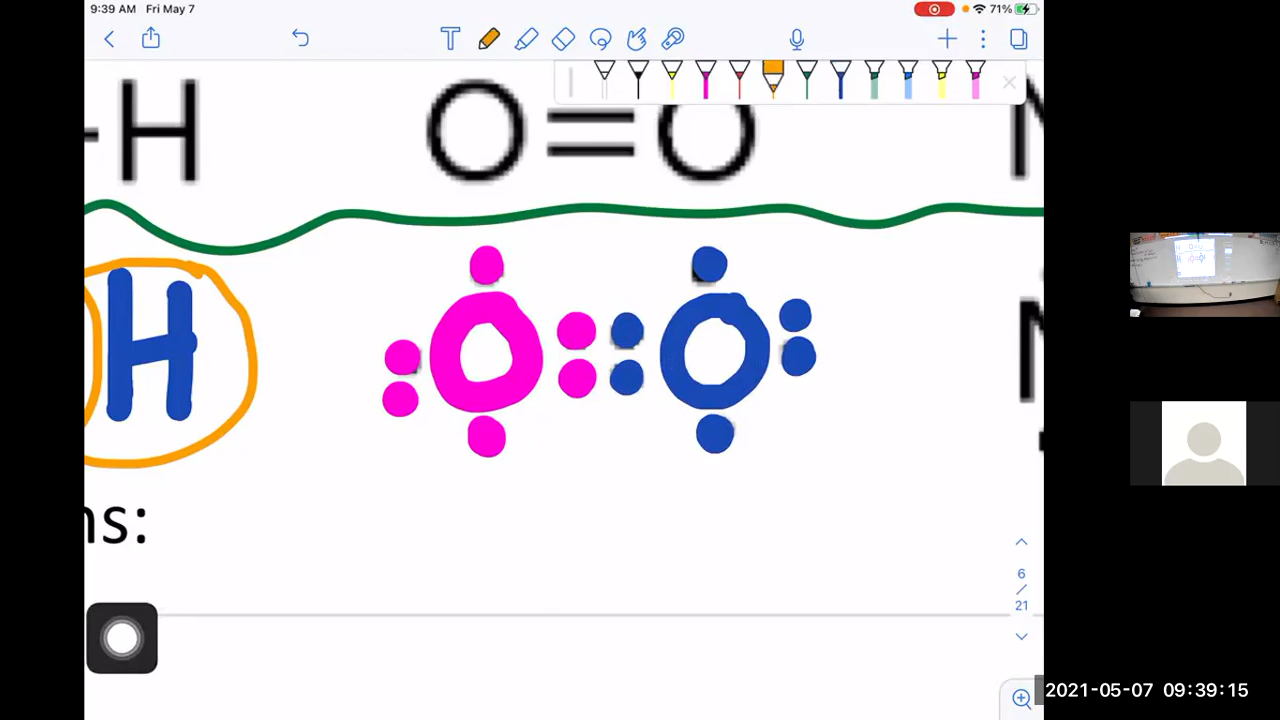 9:39 AM Fri May 7
71%
T
H O=O
H O O
ns:
6
/
21
2021-05-07 09:39:15